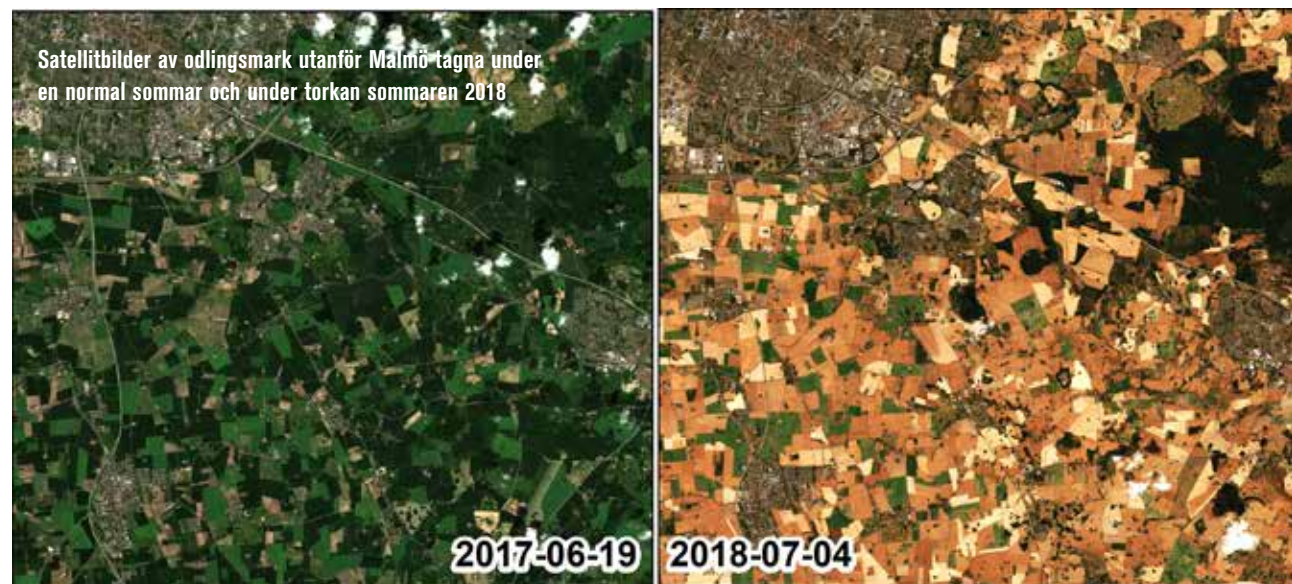 Satellitbilder av odlingsmark utanför Malmö tagna under
en normal sommar och under torkan sommaren 2018
2017-06-19
2018-07-04